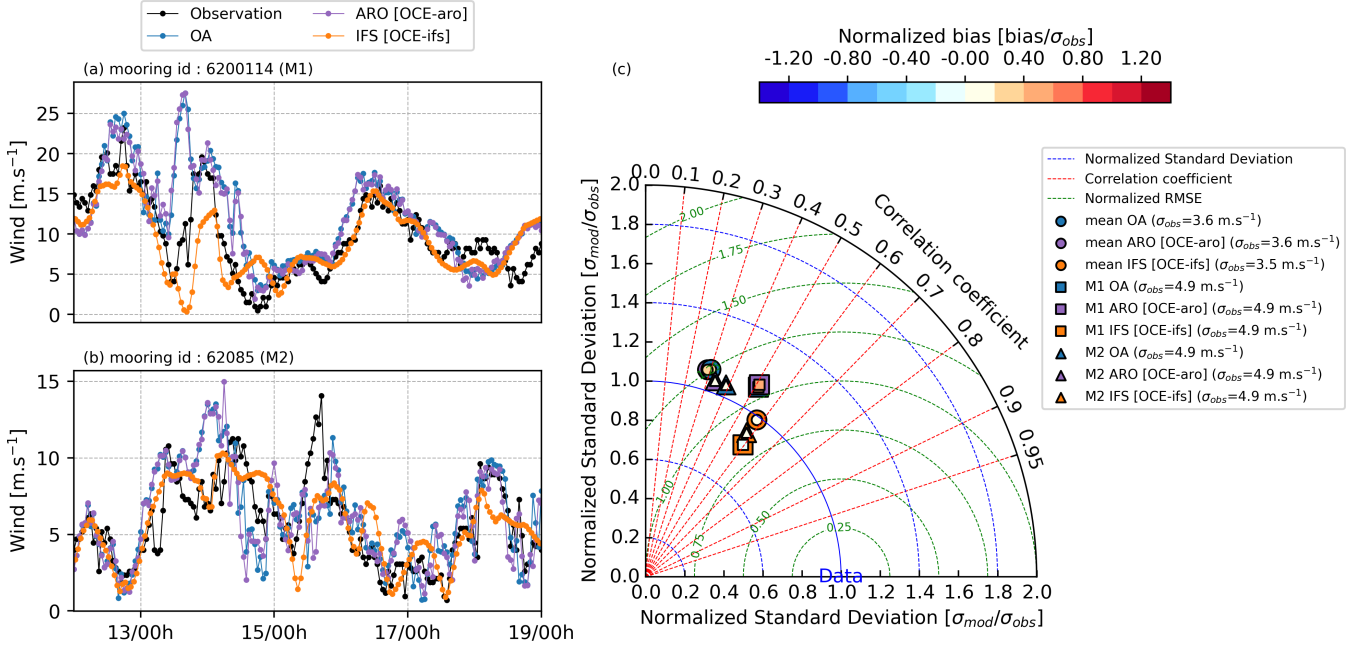 Observation
OA
ARO [OCE-aro]
IFS [OCE-ifs]
(a) mooring id : 6200114 (M1)
Wind [m.s⁻¹]
25
20
15
10
5
0
(b) mooring id : 62085 (M2)
Wind [m.s⁻¹]
15
10
5
0
13/00h 15/00h 17/00h 19/00h
(c)
Normalized bias [bias/σobs]
-1.20 -0.80 -0.40 -0.00 0.40 0.80 1.20
Normalized Standard Deviation [σmod/σobs]
2.0
1.8
1.6
1.4
1.2
1.0
0.8
0.6
0.4
0.2
0.0
0.0 0.1 0.2 0.3 0.4 0.5 0.6 0.7 0.8 0.9 0.95
Correlation coefficient
2.00
1.75
1.50
1.00
0.75
0.50
0.25
Data
0.0 0.2 0.4 0.6 0.8 1.0 1.2 1.4 1.6 1.8 2.0
Normalized Standard Deviation [σmod/σobs]
Normalized Standard Deviation
Correlation coefficient
Normalized RMSE
mean OA (σobs=3.6 m.s⁻¹)
mean ARO [OCE-aro] (σobs=3.6 m.s⁻¹)
mean IFS [OCE-ifs] (σobs=3.5 m.s⁻¹)
M1 OA (σobs=4.9 m.s⁻¹)
M1 ARO [OCE-aro] (σobs=4.9 m.s⁻¹)
M1 IFS [OCE-ifs] (σobs=4.9 m.s⁻¹)
M2 OA (σobs=4.9 m.s⁻¹)
M2 ARO [OCE-aro] (σobs=4.9 m.s⁻¹)
M2 IFS [OCE-ifs] (σobs=4.9 m.s⁻¹)